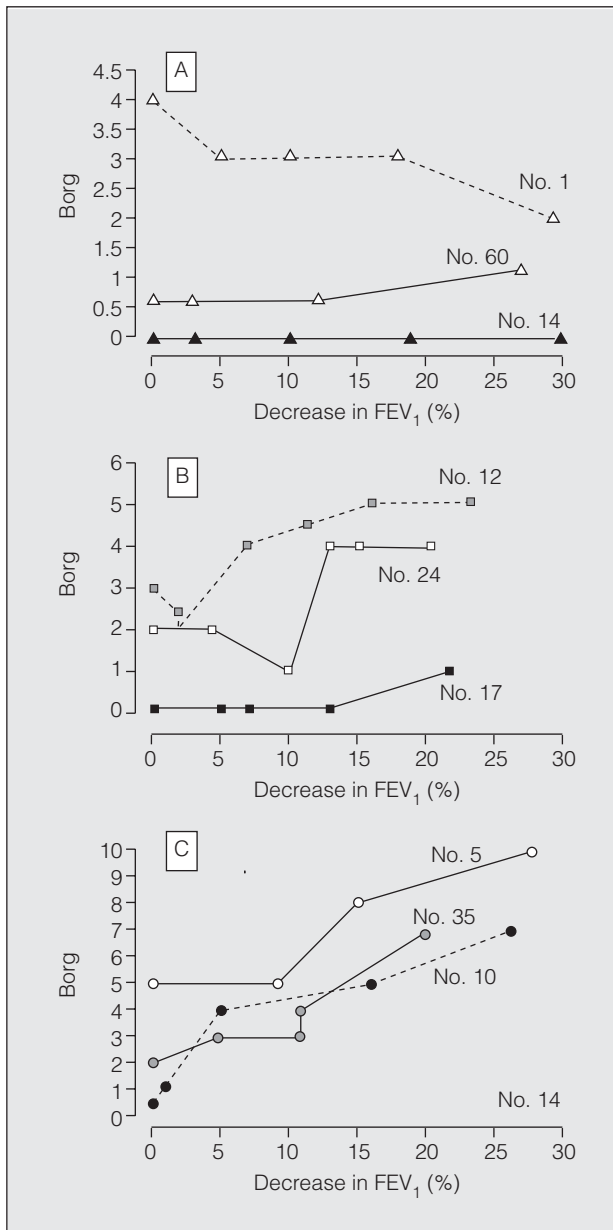 A
4.5
4
3.5
3
2.5
2
1.5
1
0.5
0
Borg
No. 1
No. 60
No. 14
0 5 10 15 20 25 30
Decrease in FEV₁ (%)
B
6
5
4
3
2
1
0
Borg
No. 12
No. 24
No. 17
0 5 10 15 20 25 30
Decrease in FEV₁ (%)
C
10
9
8
7
6
5
4
3
2
1
0
Borg
No. 5
No. 35
No. 10
No. 14
0 5 10 15 20 25 30
Decrease in FEV₁ (%)